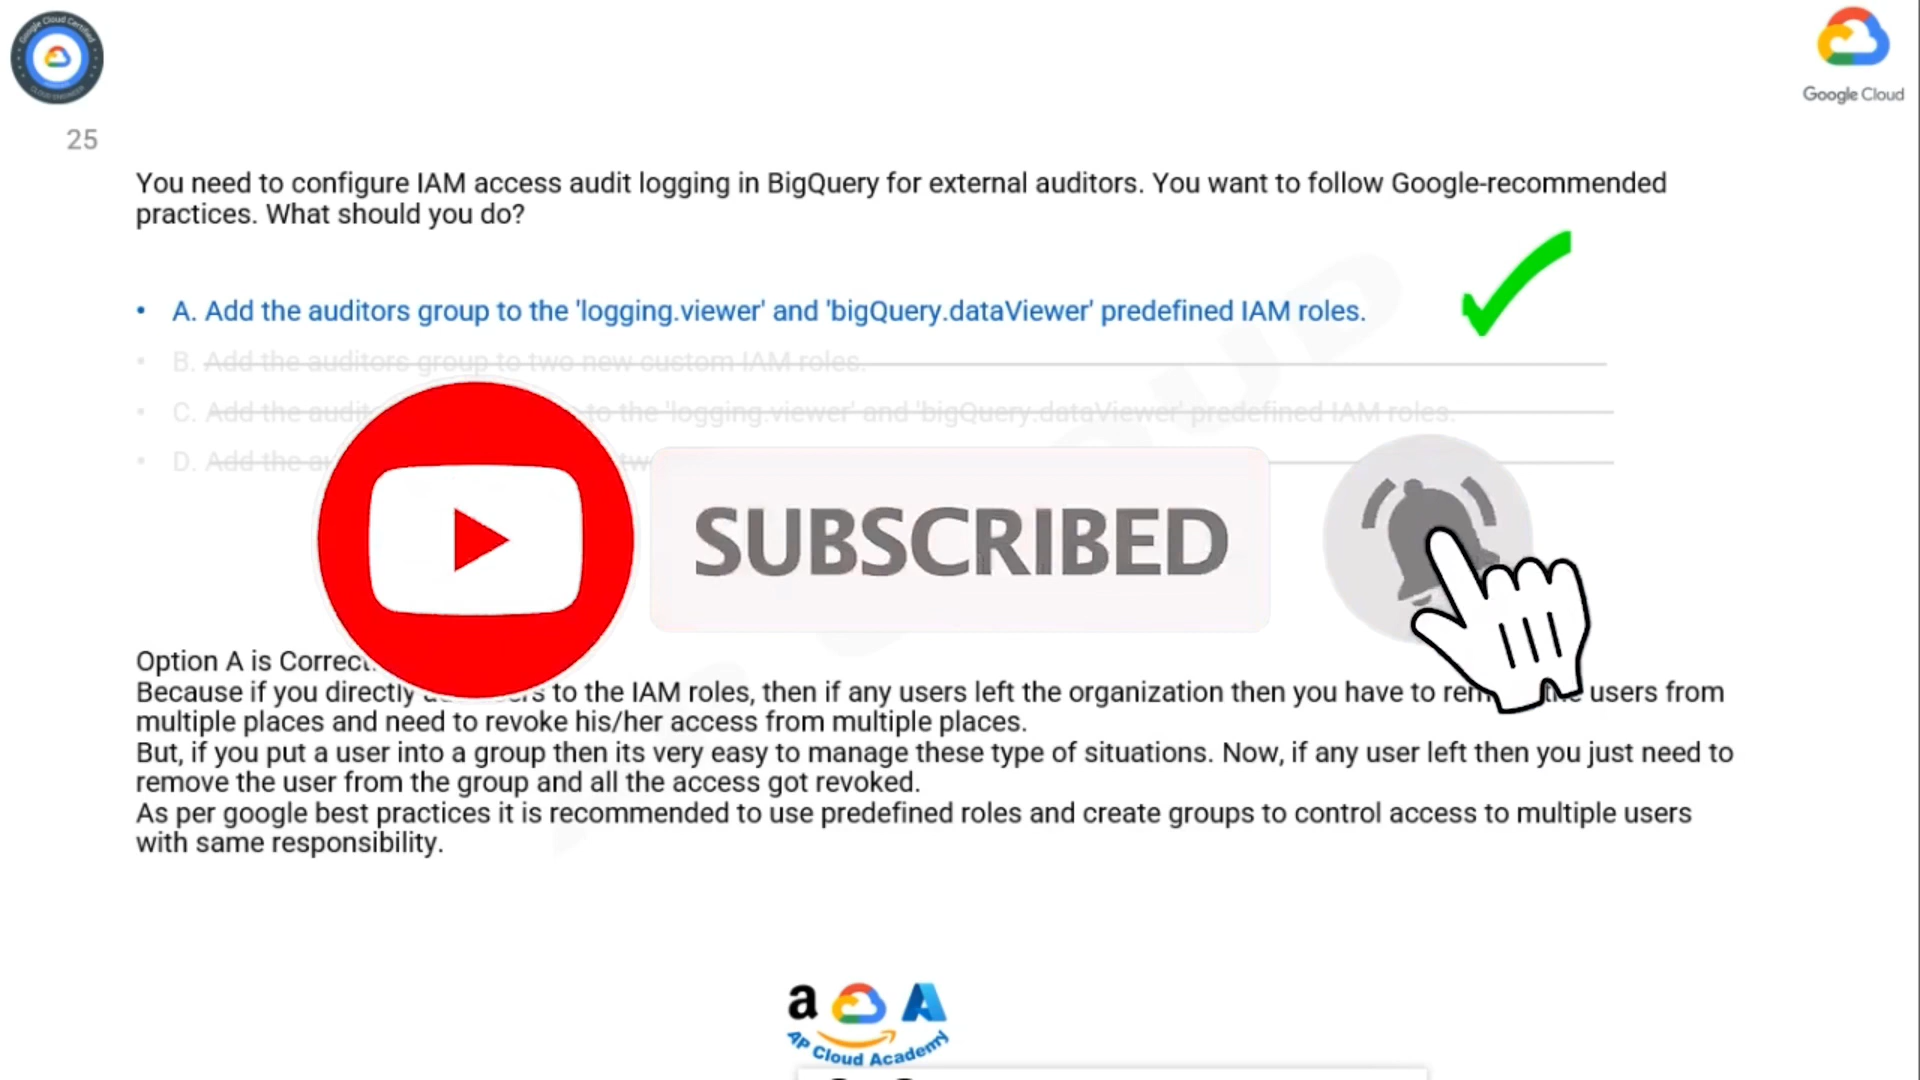 Google Cloud Certified
CLOUD ENGINEER
Google Cloud
25
You need to configure IAM access audit logging in BigQuery for external auditors. You want to follow Google-recommended
practices. What should you do?
• A. Add the auditors group to the 'logging.viewer' and 'bigQuery.dataViewer' predefined IAM roles.
• B. Add the auditors group to two new custom IAM roles.
• C. Add the to the 'logging.viewer' and 'bigQuery.dataViewer' predefined IAM roles.
• D. Add the
SUBSCRIBED
Option A is Correct.
Because if you directly to the IAM roles, then if any users left the organization then you have to users from
multiple places and need to revoke his/her access from multiple places.
But, if you put a user into a group then its very easy to manage these type of situations. Now, if any user left then you just need to
remove the user from the group and all the access got revoked.
As per google best practices it is recommended to use predefined roles and create groups to control access to multiple users
with same responsibility.
a A
AP Cloud Academy